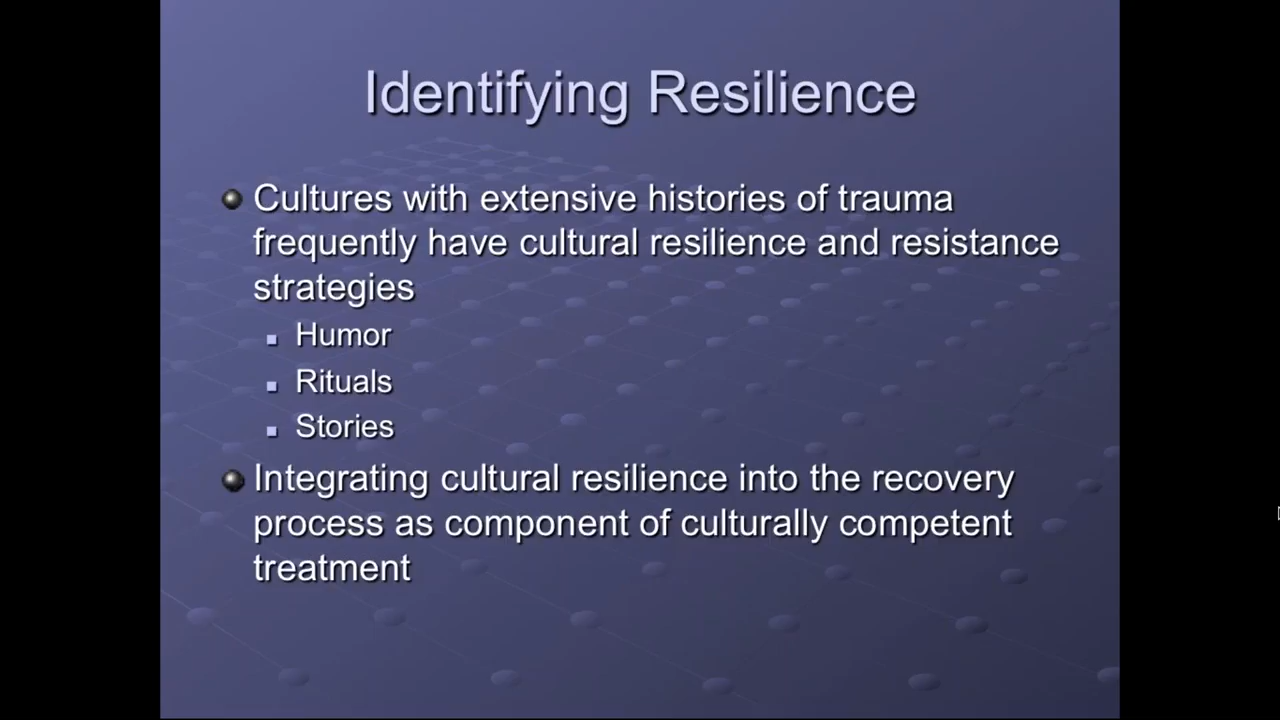 Identifying Resilience
Cultures with extensive histories of trauma
frequently have cultural resilience and resistance
strategies
Humor
Rituals
Stories
Integrating cultural resilience into the recovery
process as component of culturally competent
treatment